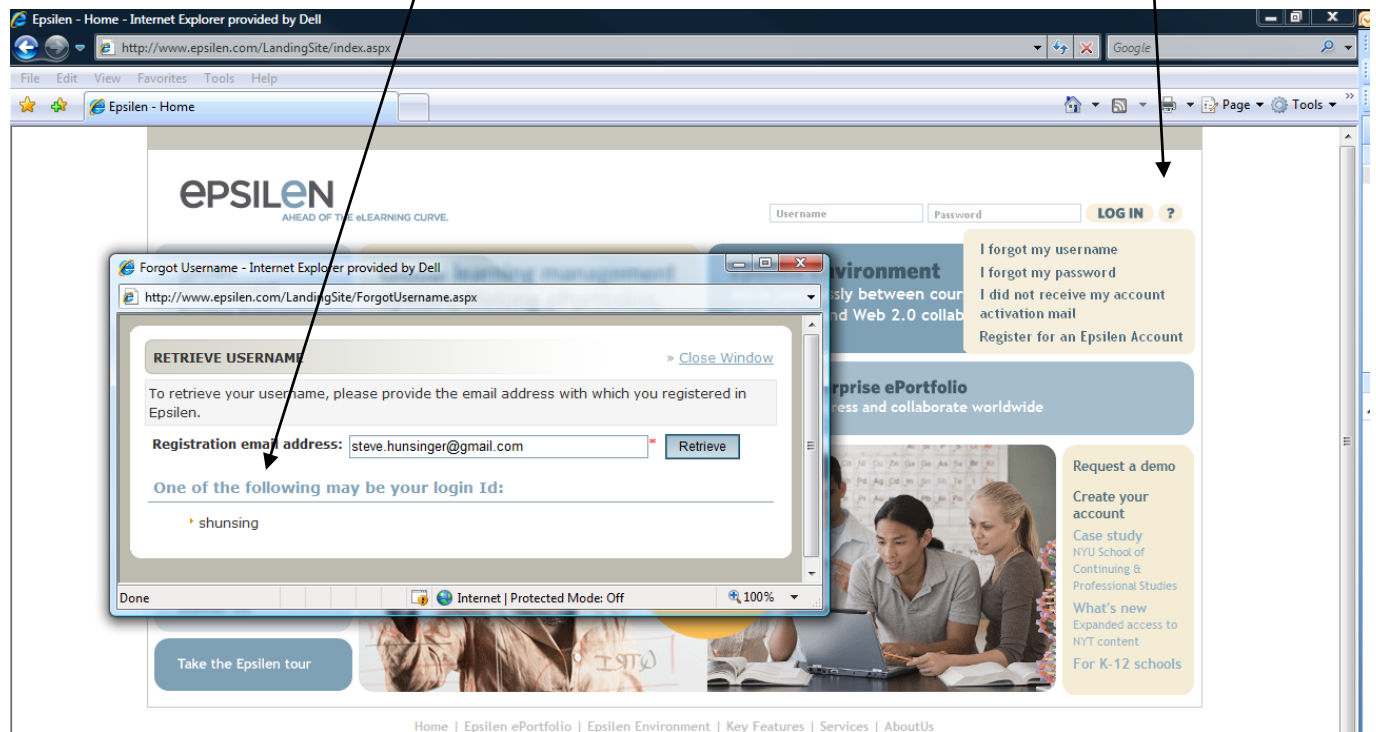 Epsilen - Home - Internet Explorer provided by Dell
http://www.epsilen.com/LandingSite/index.aspx
Google
File Edit View Favorites Tools Help
Epsilen - Home
Page
Tools
ePSILeN
AHEAD OF THE eLEARNING CURVE.
Username
Password
LOG IN
?
I forgot my username
I forgot my password
I did not receive my account
activation mail
Register for an Epsilen Account
Forgot Username - Internet Explorer provided by Dell
http://www.epsilen.com/LandingSite/ForgotUsername.aspx
RETRIEVE USERNAME
» Close Window
To retrieve your username, please provide the email address with which you registered in
Epsilen.
Registration email address:
steve.hunsinger@gmail.com
*
Retrieve
One of the following may be your login Id:
shunsing
Done
Internet | Protected Mode: Off
100%
learning management
vironment
ssly between cour
nd Web 2.0 collab
rprise ePortfolio
ress and collaborate worldwide
Request a demo
Create your
account
Case study
NYU School of
Continuing &
Professional Studies
What's new
Expanded access to
NYT content
For K-12 schools
Take the Epsilen tour
Home | Epsilen ePortfolio | Epsilen Environment | Key Features | Services | AboutUs